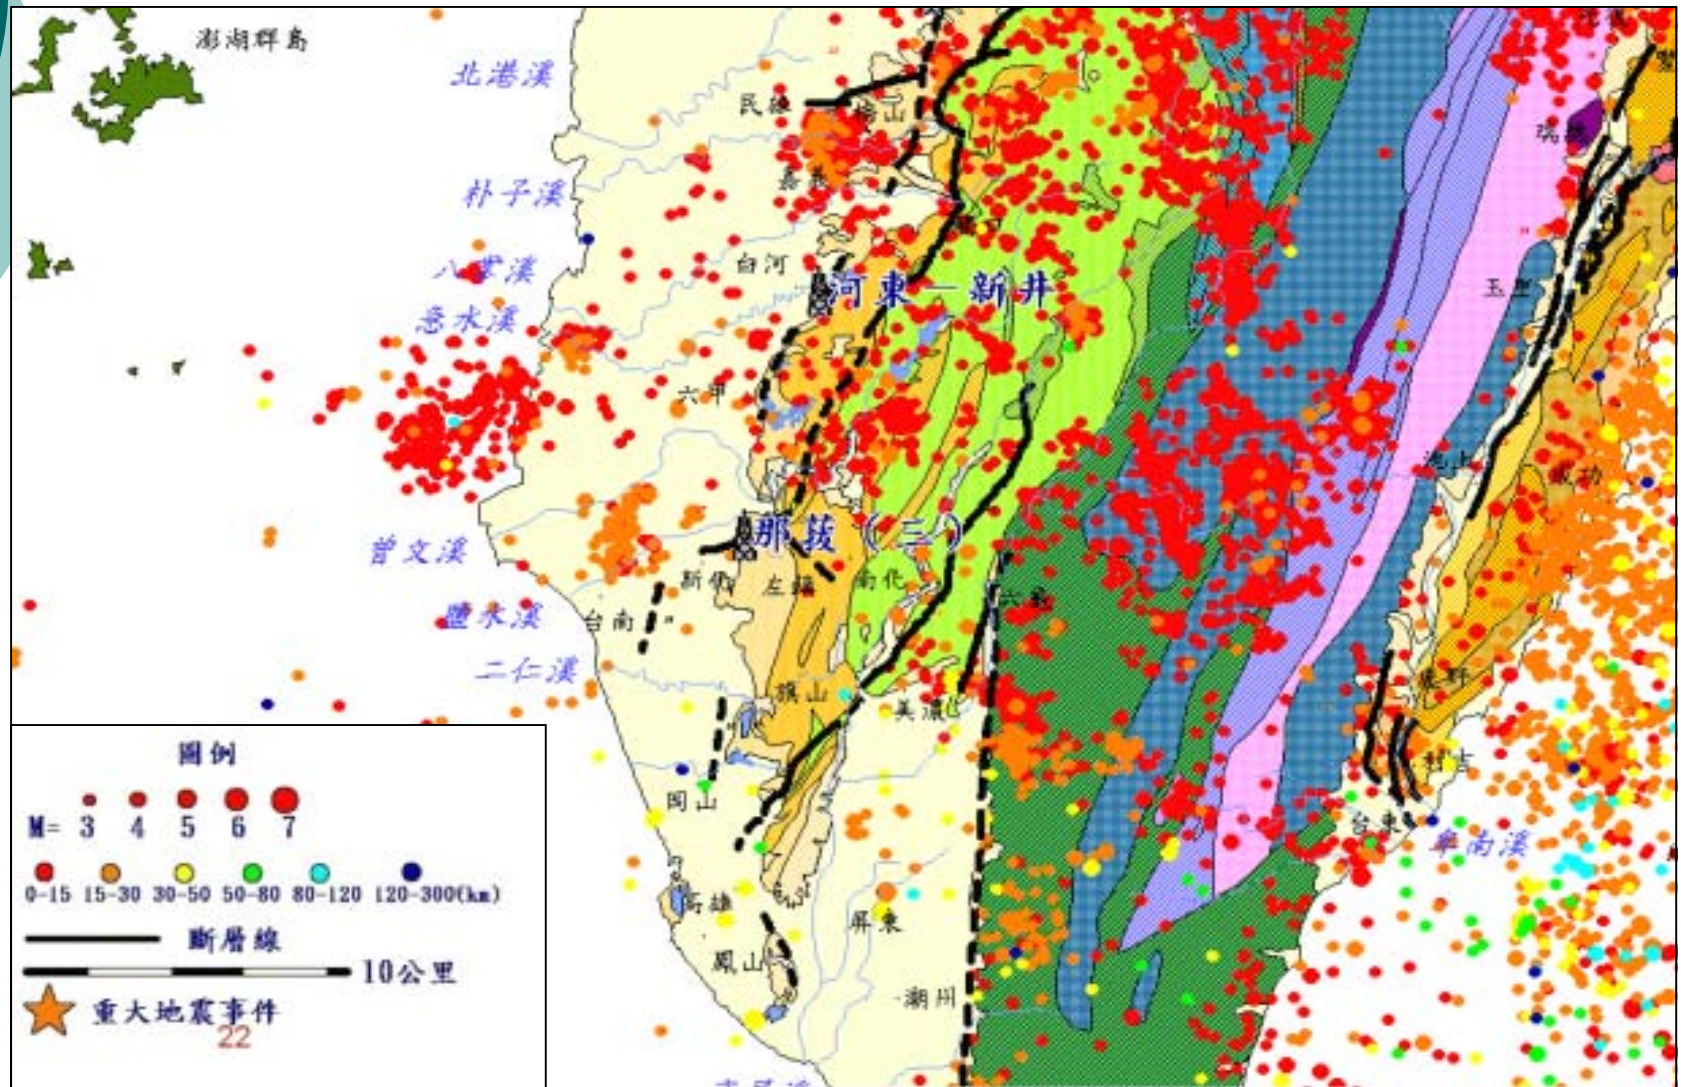 澎湖群島
北港溪
民雄
梅山
朴子溪
嘉義
瑞穗
八掌溪
白河
河東－新井
玉里
急水溪
六甲
池上
成功
曾文溪
那菝(三)
新化
左鎮
南化
六龜
鹽水溪
台南
二仁溪
旗山
美濃
鹿野
利吉
岡山
台東
卑南溪
高雄
屏東
鳳山
潮州
圖例
M= 3 4 5 6 7
0-15 15-30 30-50 50-80 80-120 120-300(km)
斷層線
10公里
重大地震事件
22